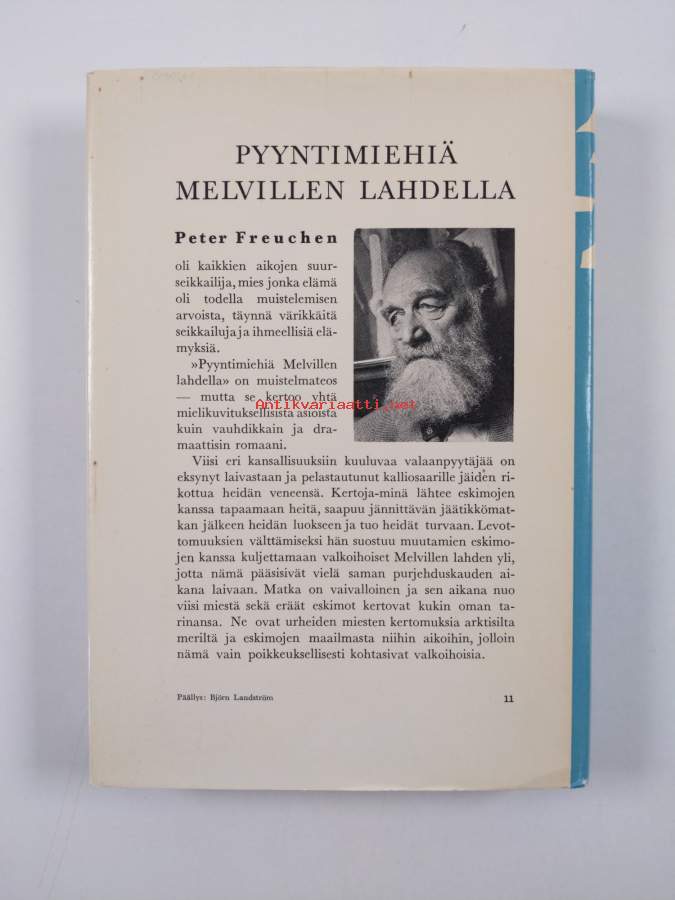 PYYNTIMIEHIÄ
MELVILLEN LAHDELLA
Peter Freuchen
oli kaikkien aikojen suur-
seikkailija, mies jonka elämä
oli todella muistelemisen
arvoista, täynnä värikkäitä
seikkailuja ja ihmeellisiä elä-
myksiä.
»Pyyntimiehiä Melvillen
lahdella» on muistelmateos
— mutta se kertoo yhtä
Antikvariaatti.net
mielikuvituksellisista asioista
kuin vauhdikkain ja dra-
maattisin romaani.
Viisi eri kansallisuuksiin kuuluvaa valaanpyytäjää on
eksynyt laivastaan ja pelastautunut kalliosaarille jäiden ri-
kottua heidän veneensä. Kertoja-minä lähtee eskimojen
kanssa tapaamaan heitä, saapuu jännittävän jäätikkömat-
kan jälkeen heidän luokseen ja tuo heidät turvaan. Levot-
tomuuksien välttämiseksi hän suostuu muutamien eskimo-
jen kanssa kuljettamaan valkoihoiset Melvillen lahden yli,
jotta nämä pääsisivät vielä saman purjehduskauden ai-
kana laivaan. Matka on vaivalloinen ja sen aikana nuo
viisi miestä sekä eräät eskimot kertovat kukin oman ta-
rinansa. Ne ovat urheiden miesten kertomuksia arktisilta
meriltä ja eskimojen maailmasta niihin aikoihin, jolloin
nämä vain poikkeuksellisesti kohtasivat valkoihoisia.
Päällys: Björn Landström
11